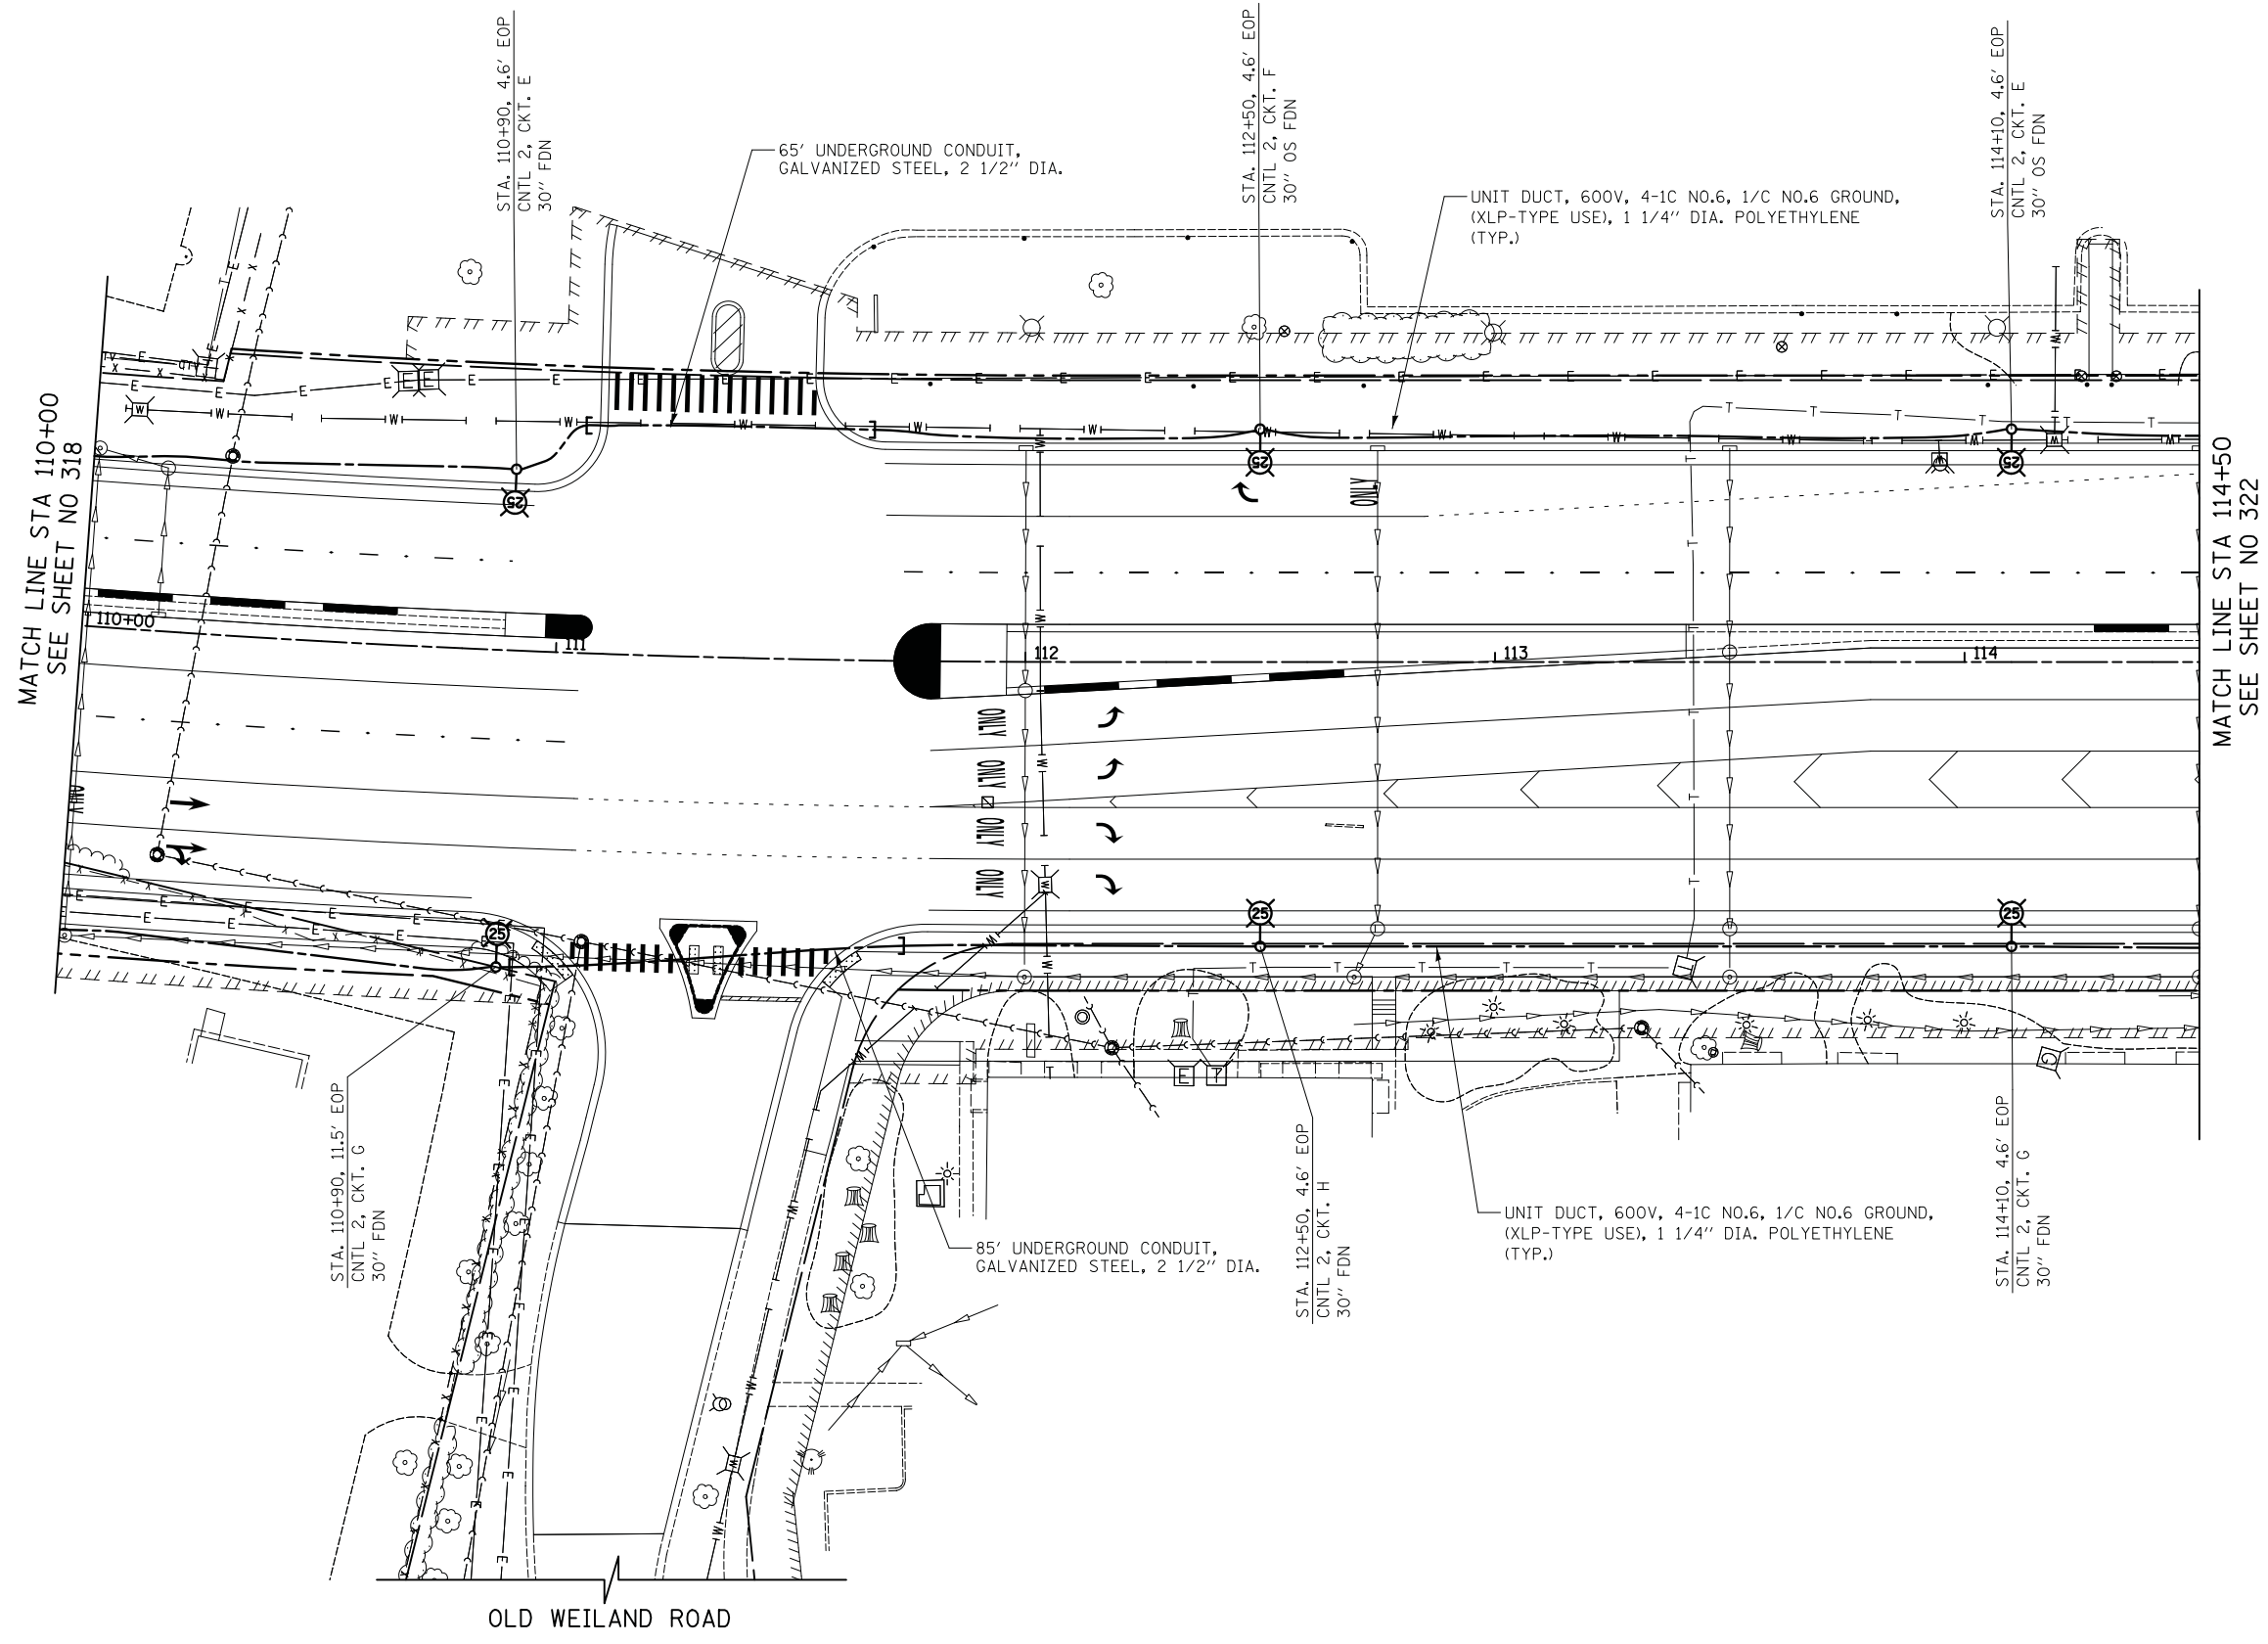 STA. 110+90, 4.6' EOP
CNTL 2, CKT. E
30" FDN
STA. 112+50, 4.6' EOP
CNTL 2, CKT. F
30" OS FDN
STA. 114+10, 4.6' EOP
CNTL 2, CKT. E
30" OS FDN
65' UNDERGROUND CONDUIT,
GALVANIZED STEEL, 2 1/2" DIA.
UNIT DUCT, 600V, 4-1C NO.6, 1/C NO.6 GROUND,
(XLP-TYPE USE), 1 1/4" DIA. POLYETHYLENE
(TYP.)
MATCH LINE STA 110+00
SEE SHEET NO 318
MATCH LINE STA 114+50
SEE SHEET NO 322
25
25
25
ONLY
110+00
111
112
113
114
ONLY
ONLY
ONLY
ONLY
ONLY
25
25
25
STA. 110+90, 11.5' EOP
CNTL 2, CKT. G
30" FDN
85' UNDERGROUND CONDUIT,
GALVANIZED STEEL, 2 1/2" DIA.
STA. 112+50, 4.6' EOP
CNTL 2, CKT. H
30" FDN
UNIT DUCT, 600V, 4-1C NO.6, 1/C NO.6 GROUND,
(XLP-TYPE USE), 1 1/4" DIA. POLYETHYLENE
(TYP.)
STA. 114+10, 4.6' EOP
CNTL 2, CKT. G
30" FDN
OLD WEILAND ROAD